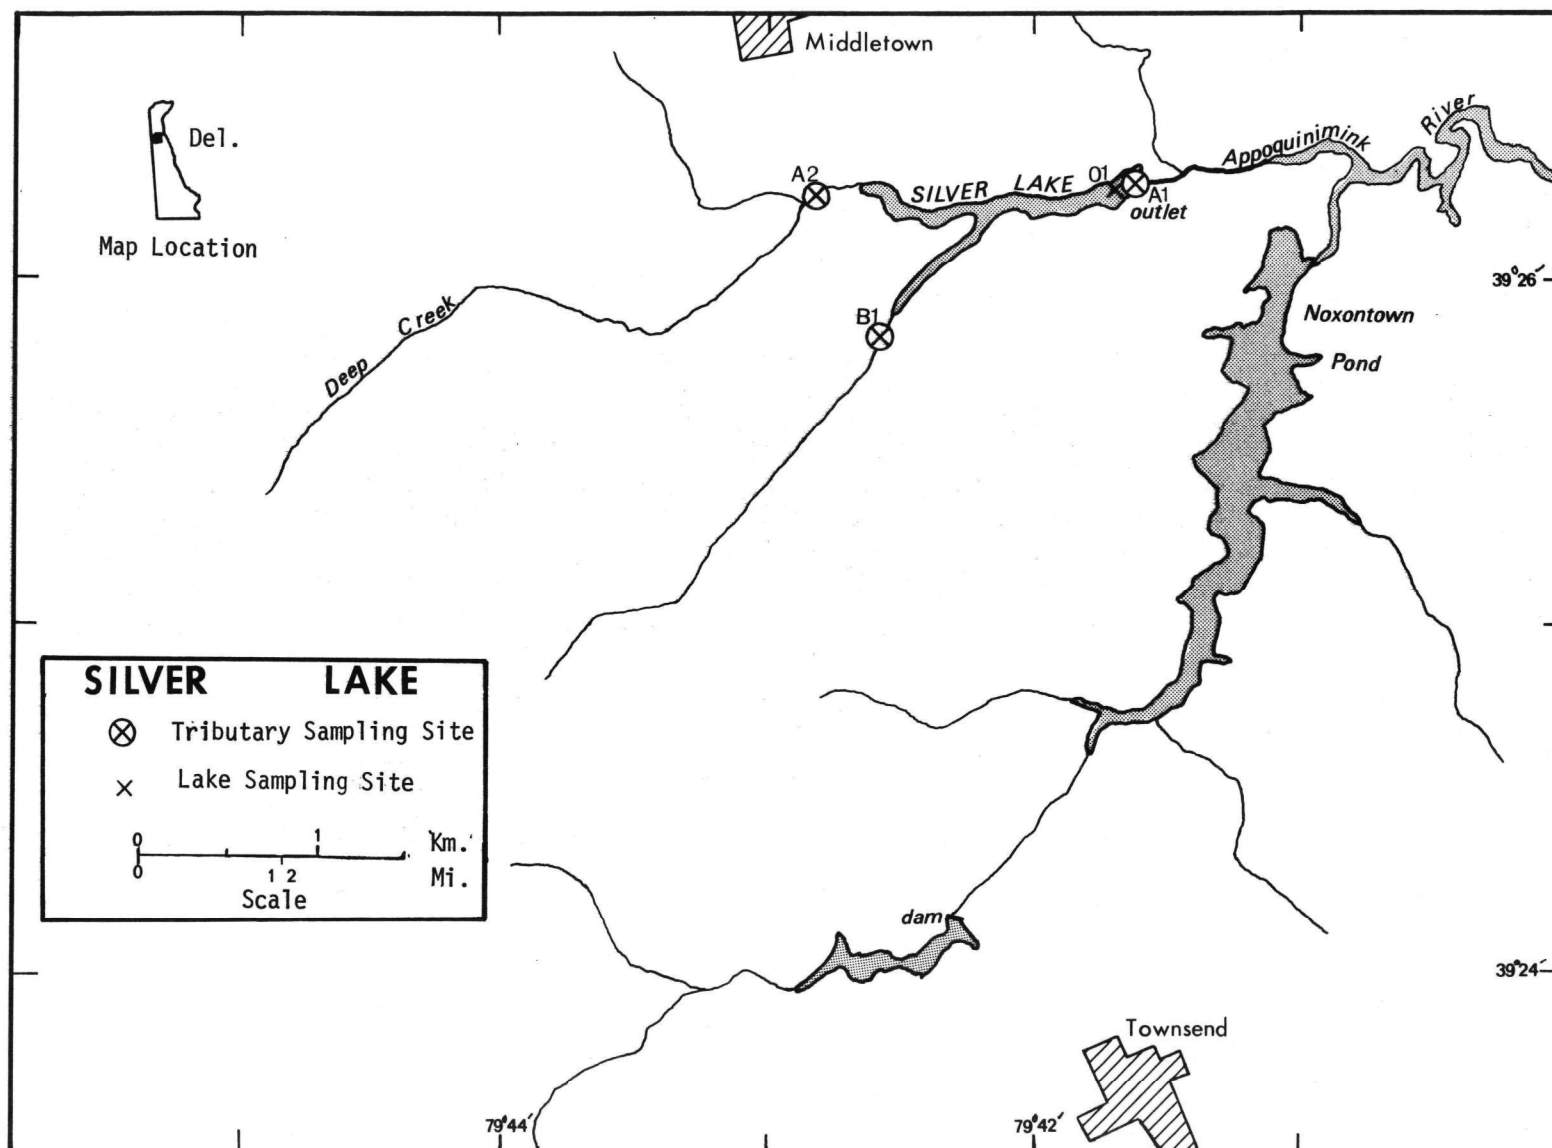 Middletown
Del.
Map Location
River
Appoquinimink
A2
SILVER LAKE
01
A1
outlet
39°26′
Deep Creek
B1
Noxontown
Pond
SILVER LAKE
Tributary Sampling Site
Lake Sampling Site
0 1 Km.
0 1 2 Mi.
Scale
dam
39°24′
Townsend
79°44′
79°42′